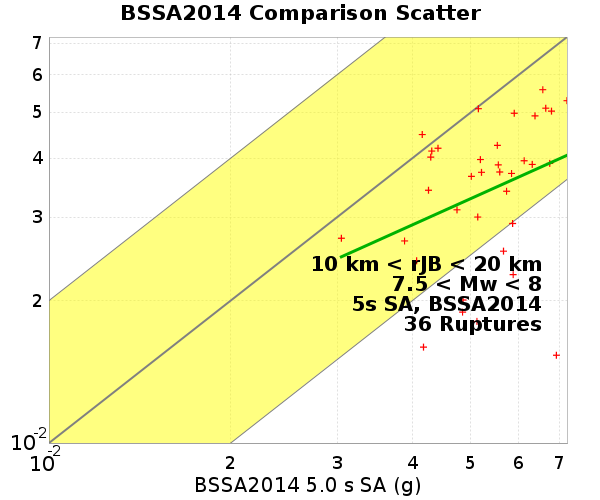 BSSA2014 Comparison Scatter
7
6
5
4
3
2
10^-2
10^-2
2 3 4 5 6 7
10 km < rJB < 20 km
7.5 < Mw < 8
5s SA, BSSA2014
36 Ruptures
BSSA2014 5.0 s SA (g)